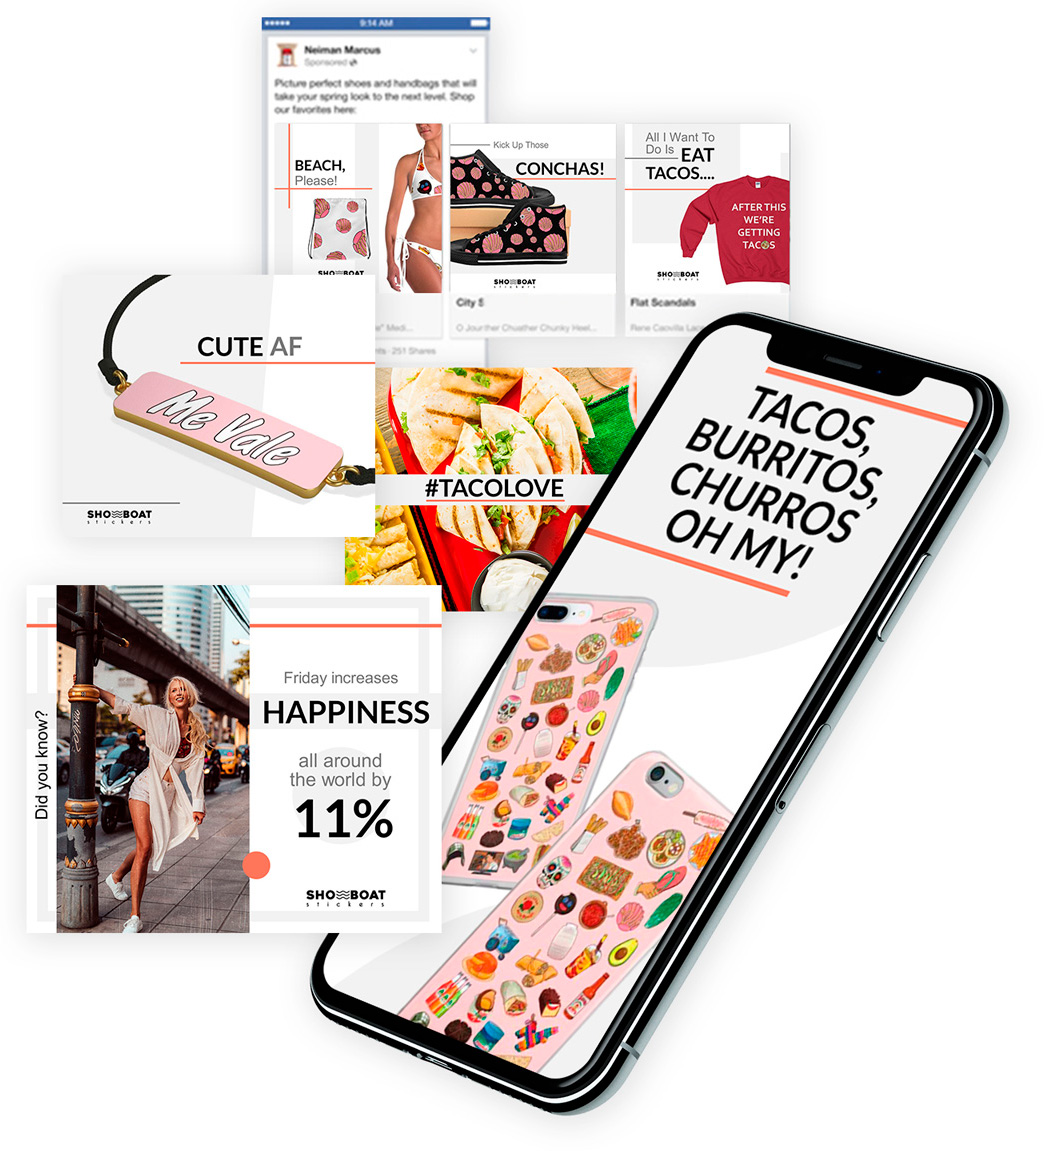 9:14 AM
Neiman Marcus
Sponsored
Picture perfect shoes and handbags that will
take your spring look to the next level. Shop
our favorites here:
BEACH,
Please!
SHOWBOAT
Kick Up Those
CONCHAS!
SHOWBOAT
stickers
City S
O Jourther Chuather Chunky Heel...
All I Want To
Do Is EAT
TACOS....
AFTER THIS
WE'RE
GETTING
TACOS
SHOWBOAT
stickers
Flat Scandals
Rene Caovilla
e" Medi...
nts · 251 Shares
CUTE AF
Me Vale
SHOWBOAT
stickers
#TACOLOVE
TACOS,
BURRITOS,
CHURROS
OH MY!
Did you know?
Friday increases
HAPPINESS
all around
the world by
11%
SHOWBOAT
stickers